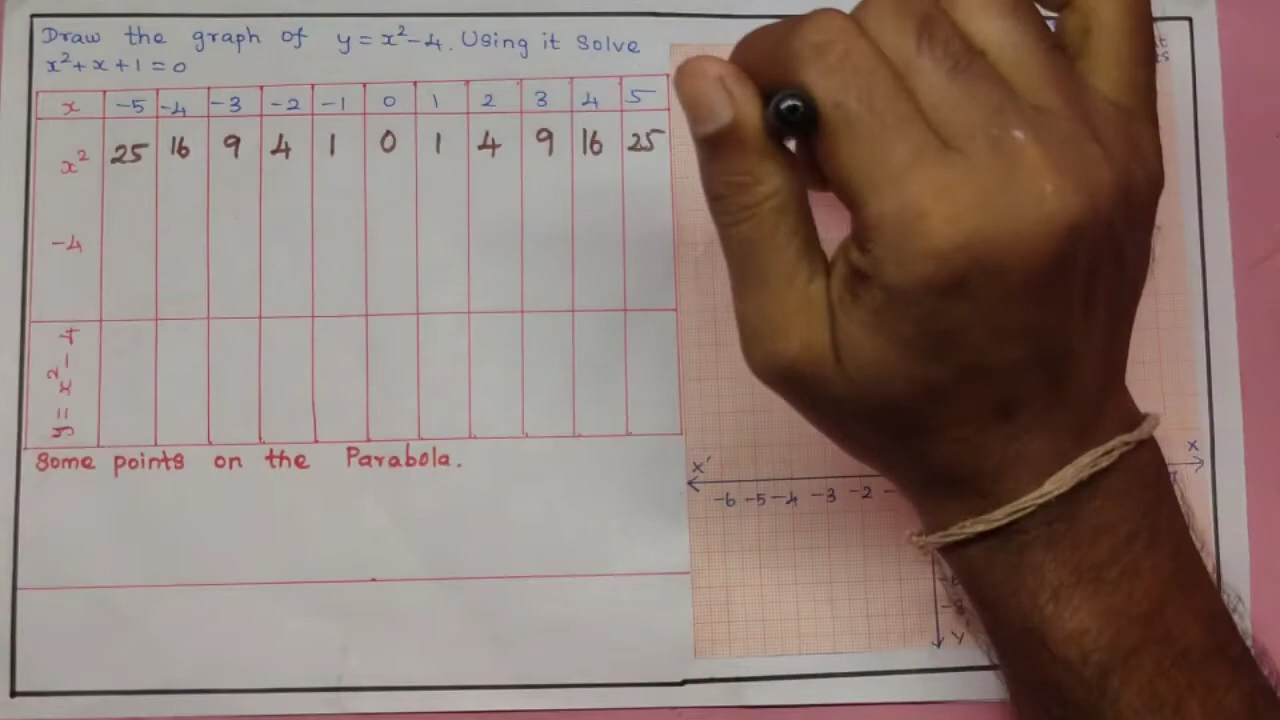 Draw the graph of y = x² - 4. Using it solve
x² + x + 1 = 0
x -5 -4 -3 -2 -1 0 1 2 3 4 5
x² 25 16 9 4 1 0 1 4 9 16 25
-4
y = x² - 4
Some points on the Parabola.
X' X
-6 -5 -4 -3 -2
Y